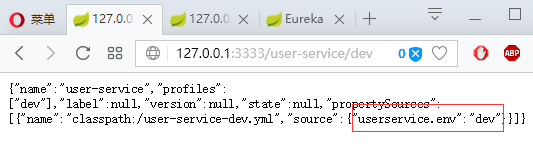 菜单
127.0.
127.0.
Eureka
127.0.0.1:3333/user-service/dev
0
ABP
{"name":"user-service","profiles":
["dev"],"label":null,"version":null,"state":null,"propertySources":
[{"name":"classpath:/user-service-dev.yml","source":{"userservice.env":"dev"}}]}